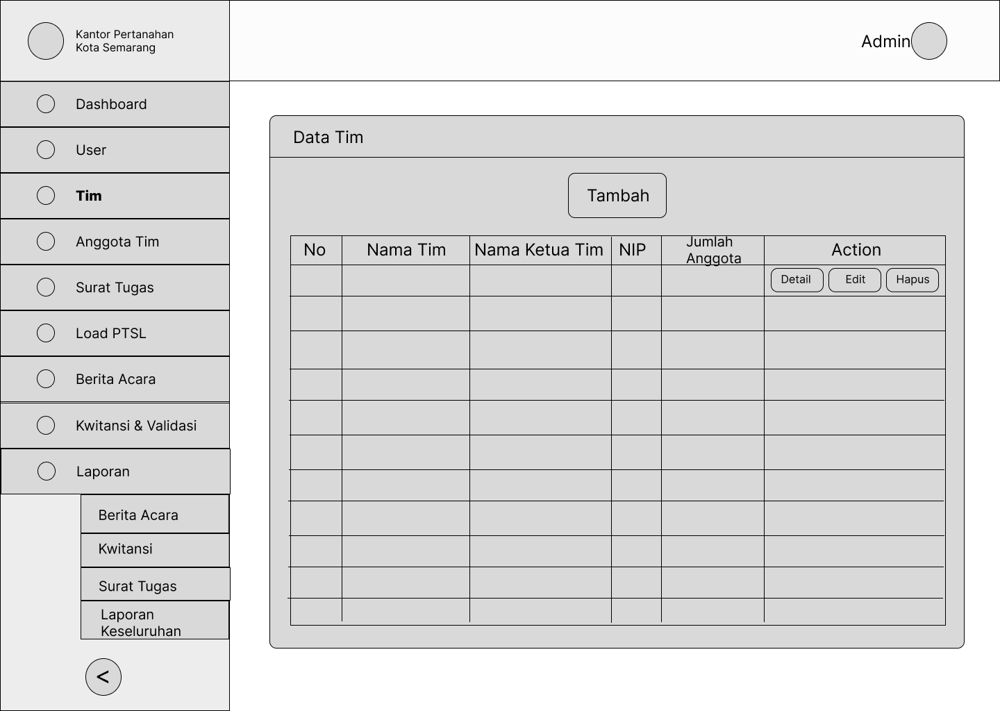 Kantor Pertanahan
Kota Semarang
Admin
Dashboard
User
Tim
Anggota Tim
Surat Tugas
Load PTSL
Berita Acara
Kwitansi & Validasi
Laporan
Berita Acara
Kwitansi
Surat Tugas
Laporan
Keseluruhan
<
Data Tim
Tambah
No
Nama Tim
Nama Ketua Tim
NIP
Jumlah
Anggota
Action
Detail
Edit
Hapus